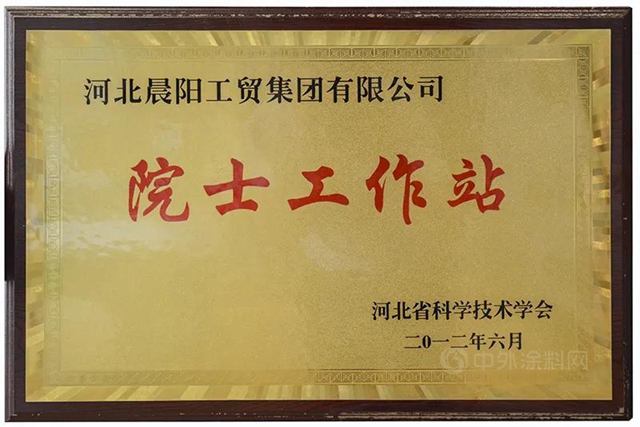 河北晨阳工贸集团有限公司
院士工作站
河北省科学技术学会
二〇一二年六月
中外涂料网